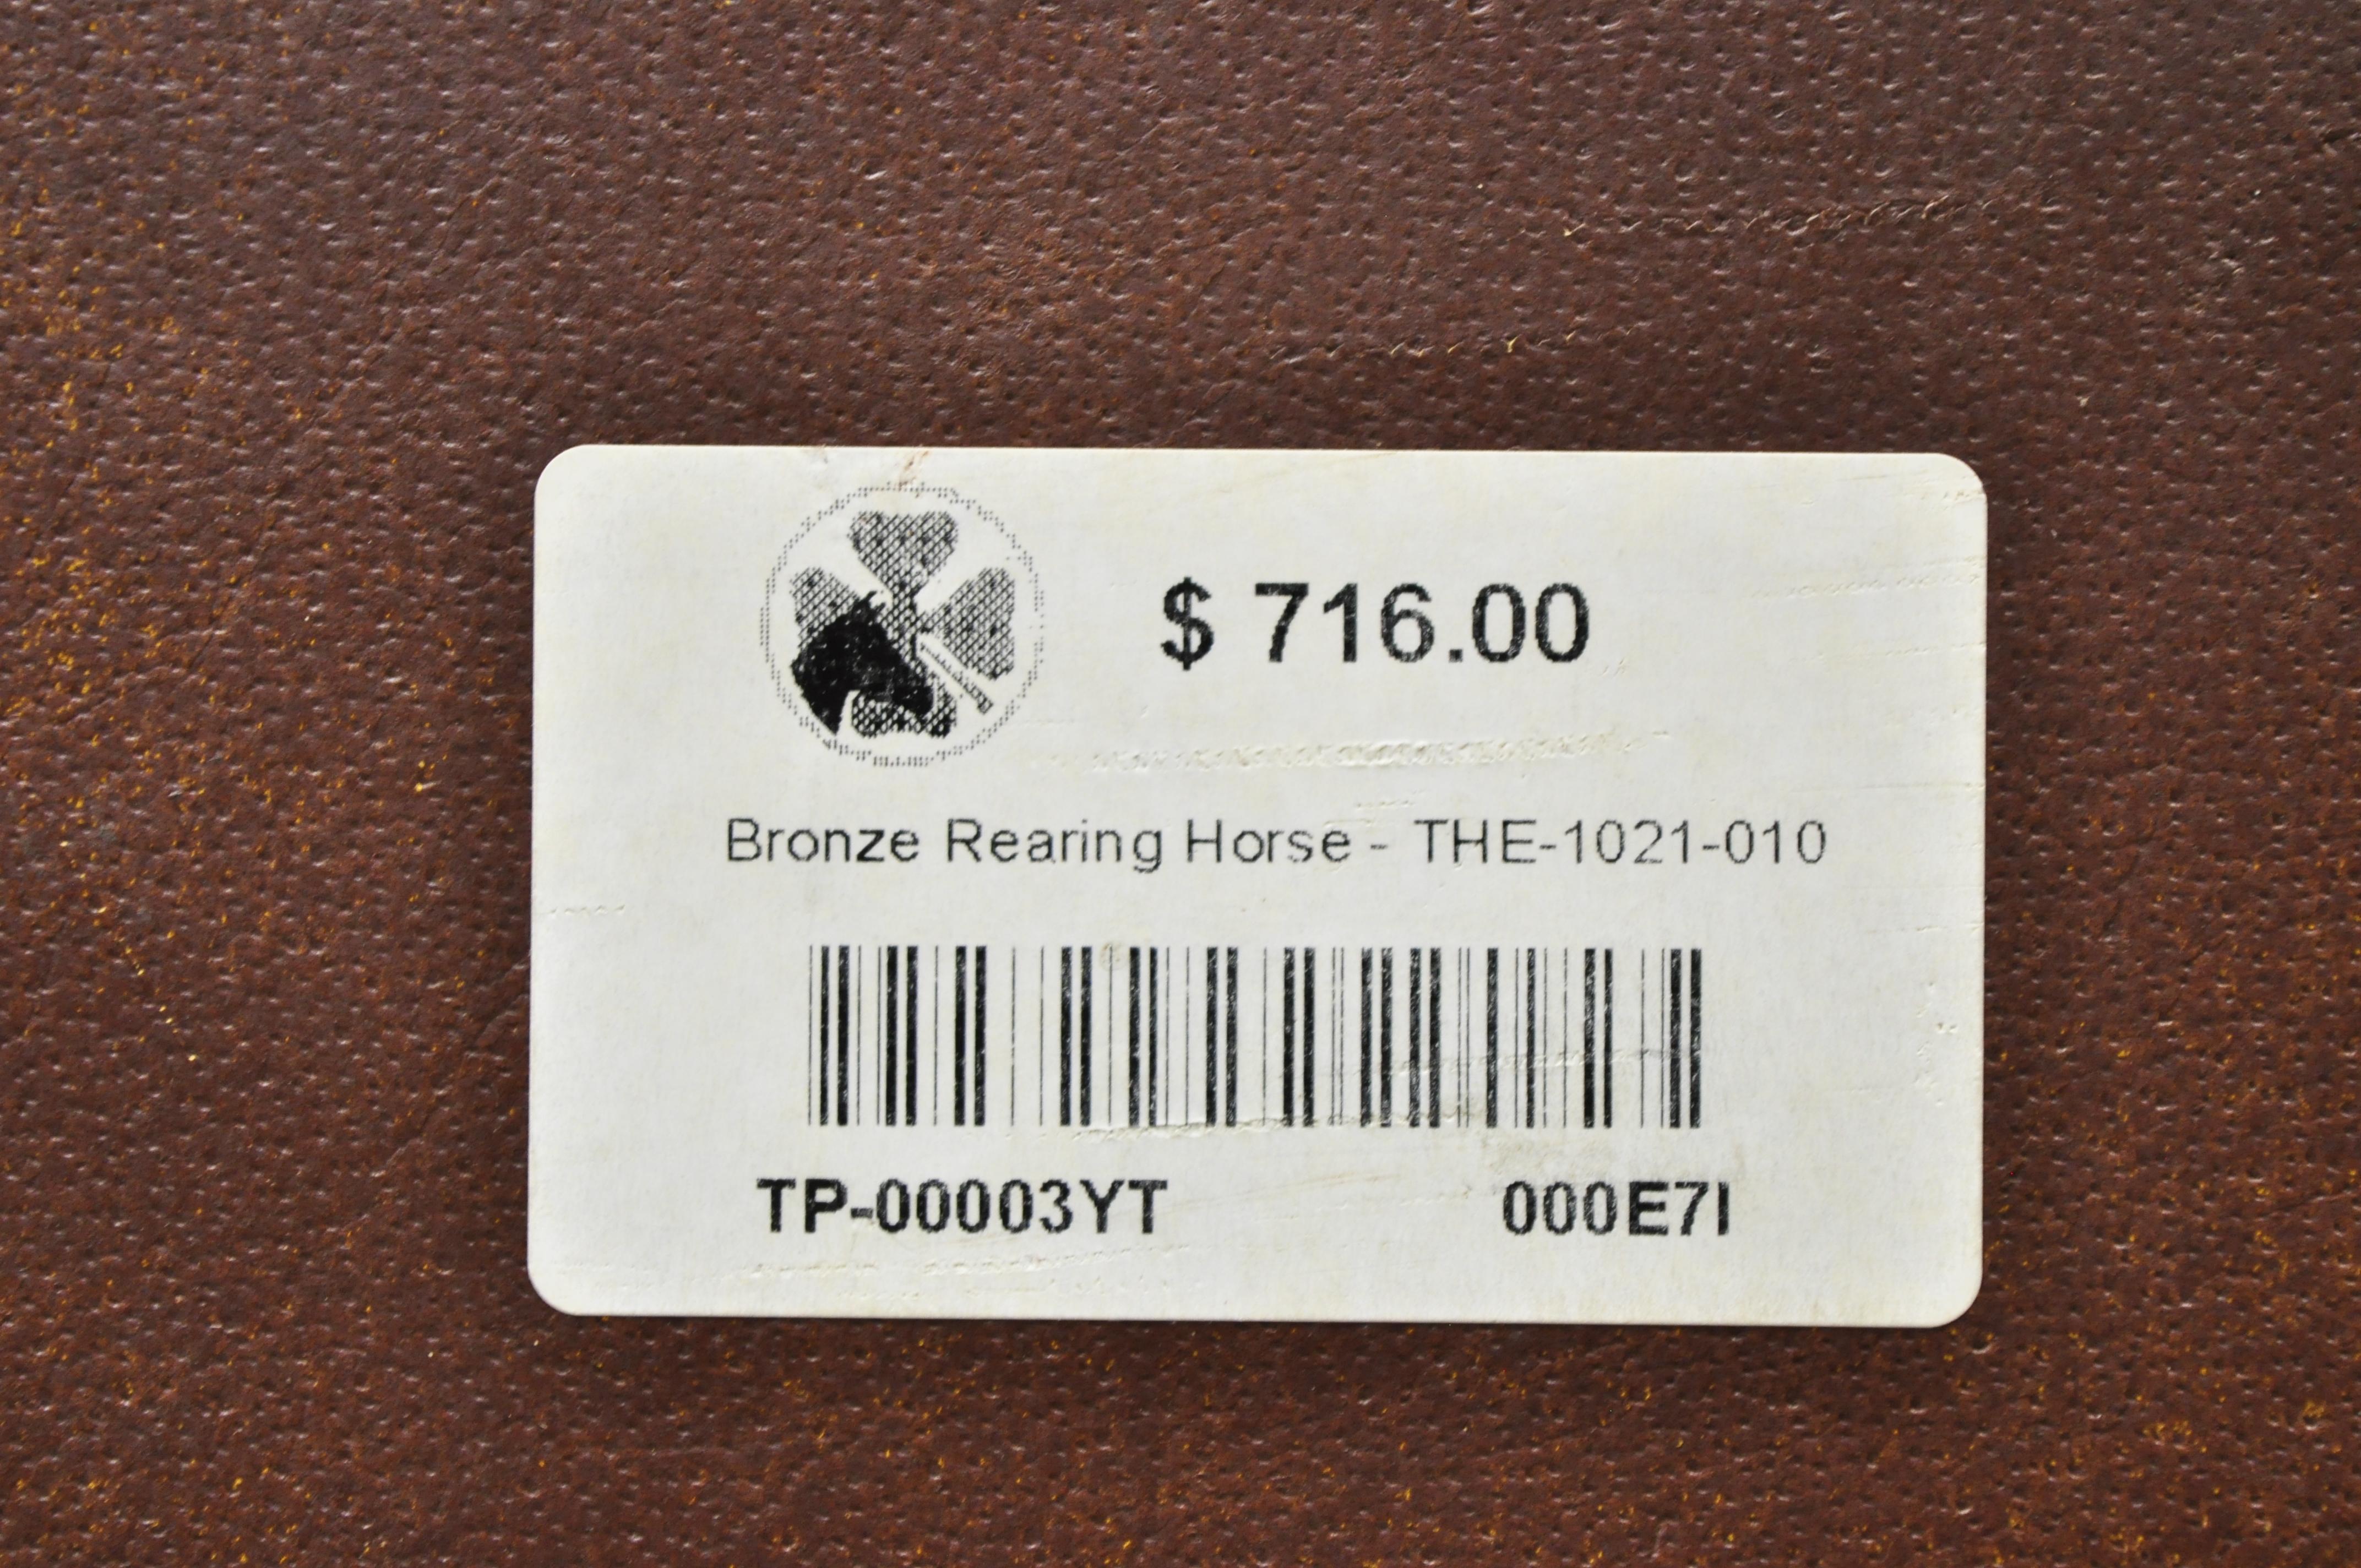 $ 716.00
Bronze Rearing Horse - THE-1021-010
TP-00003YT 000E7I